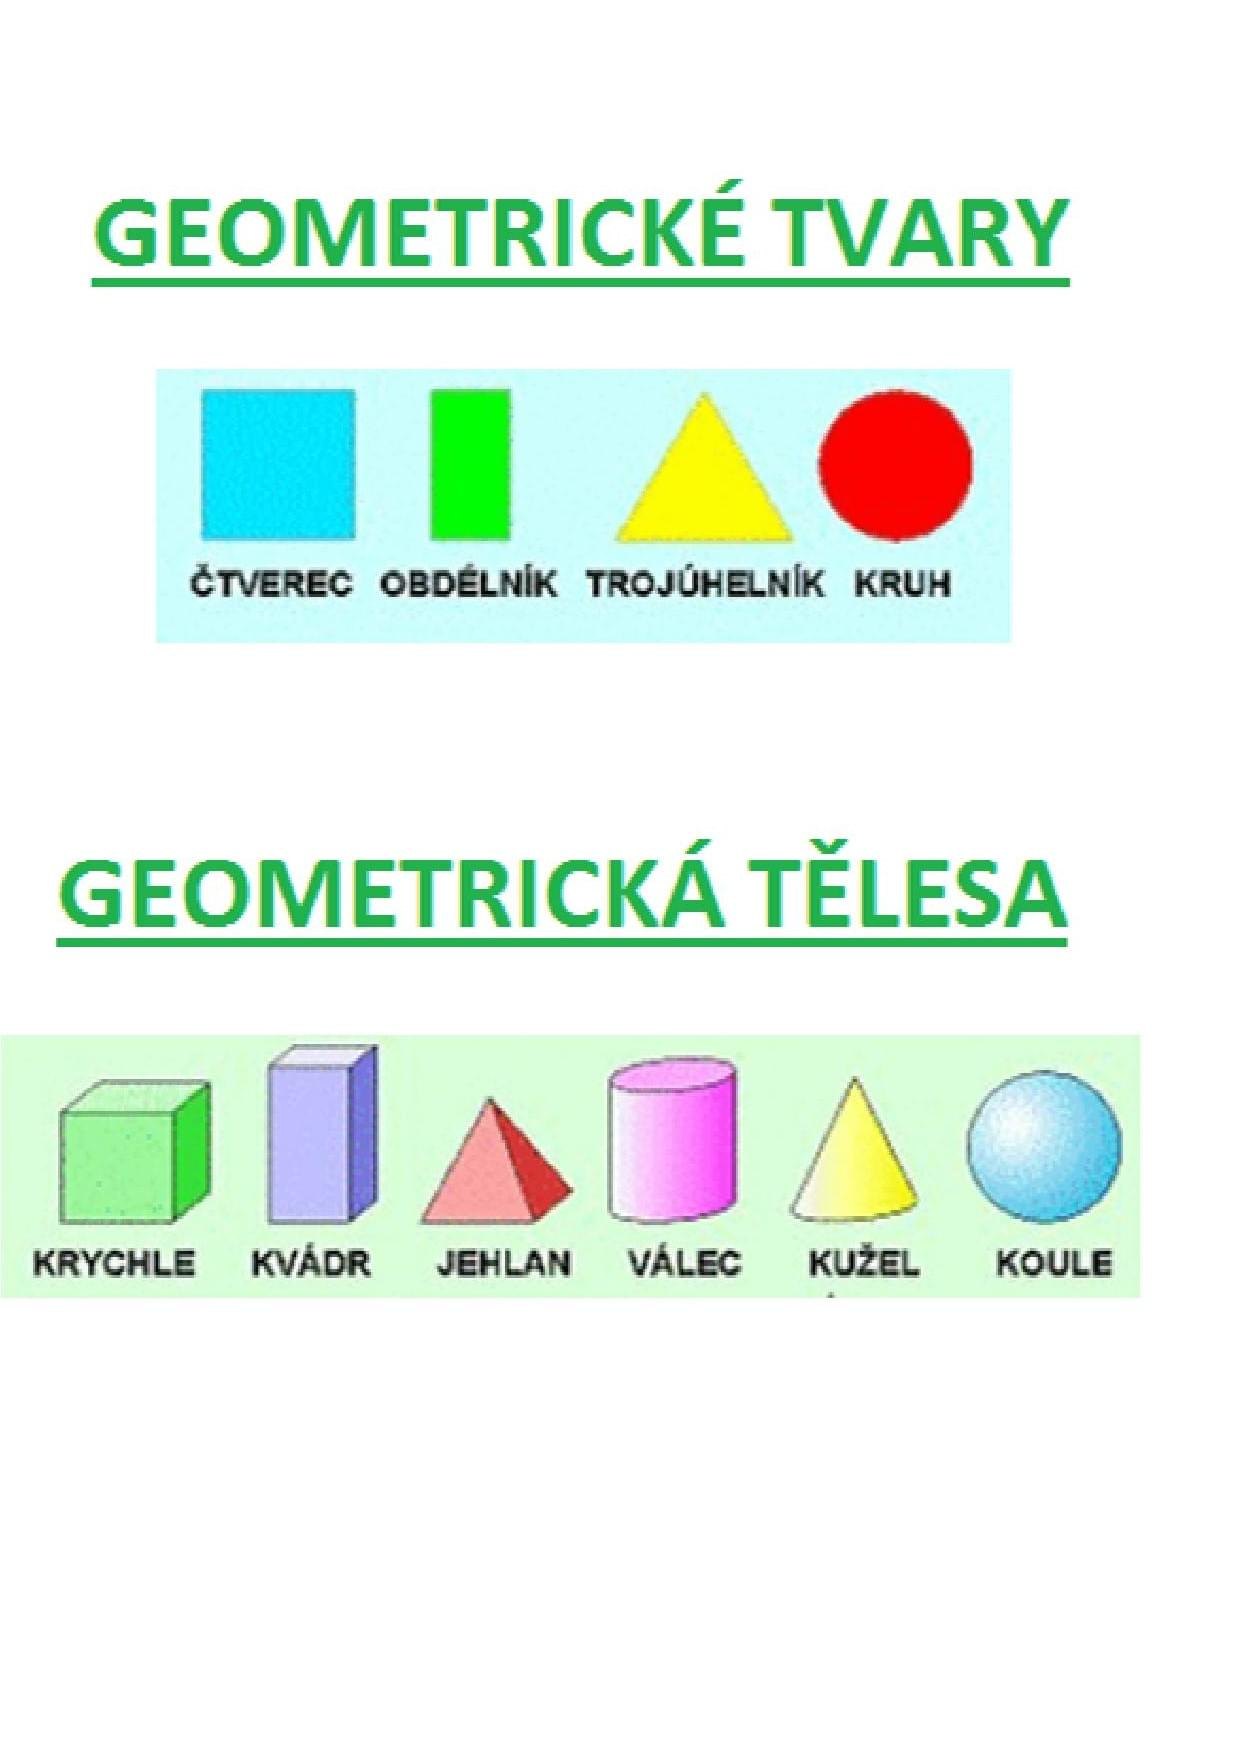 GEOMETRICKÉ TVARY
ČTVEREC OBDÉLNÍK TROJÚHELNÍK KRUH
GEOMETRICKÁ TĚLESA
KRYCHLE KVÁDR JEHLAN VÁLEC KUŽEL KOULE